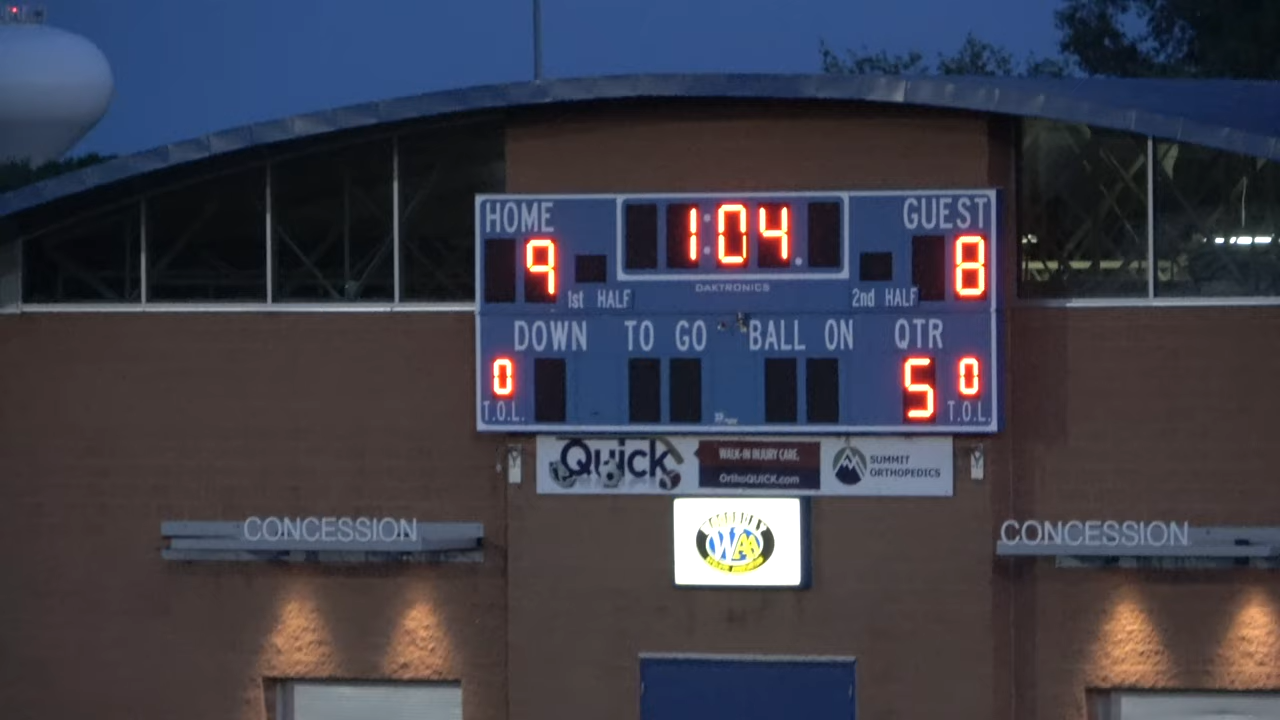 HOME 1:04 GUEST
9 8
1st HALF DAKTRONICS 2nd HALF
DOWN TO GO BALL ON QTR
0 5 0
T.O.L. T.O.L.
Quick WALK-IN INJURY CARE. SUMMIT
OrthoQUICK.com ORTHOPEDICS
CONCESSION CONCESSION
WAA